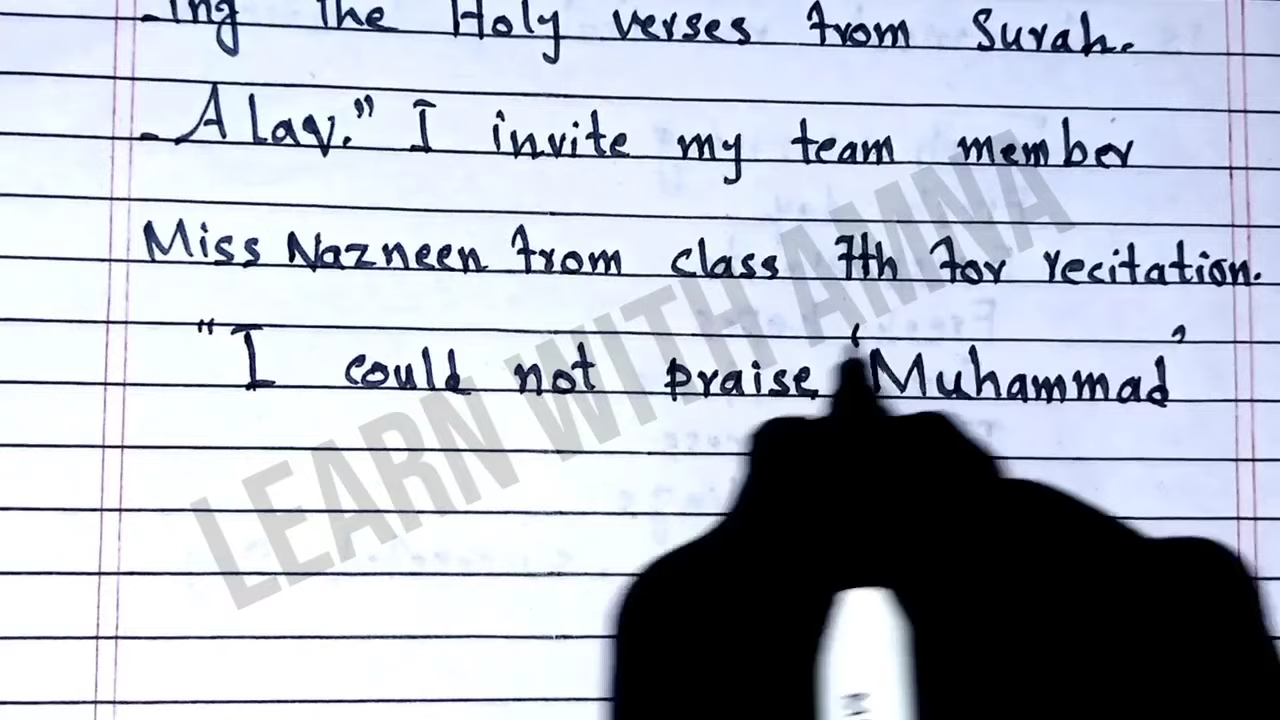 -ing the Holy verses from Surah.
-Alaq." I invite my team member
Miss Nazneen from class 7th for recitation.
"I could not praise 'Muhammad'
LEARN WITH AMNA